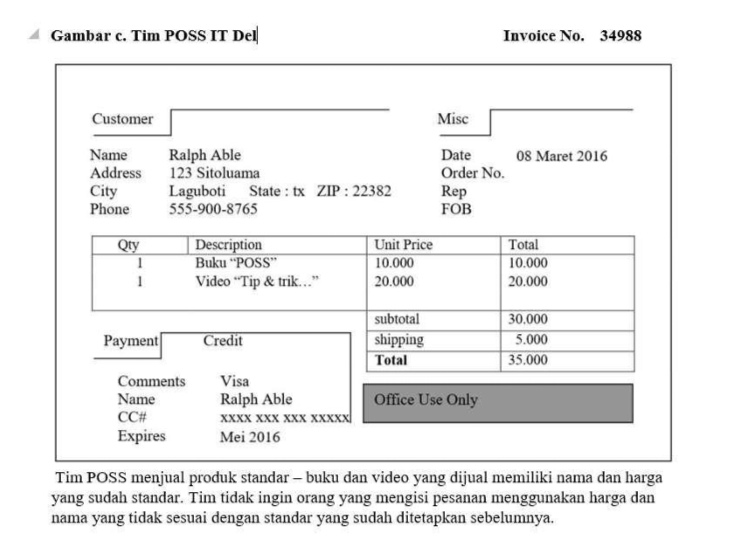 Gambar c. Tim POSS IT Del Invoice No. 34988
Customer Misc
Name Ralph Able Date 08 Maret 2016
Address 123 Sitoluama Order No.
City Laguboti State : tx ZIP : 22382 Rep
Phone 555-900-8765 FOB
Qty Description Unit Price Total
1 Buku “POSS” 10.000 10.000
1 Video “Tip & trik…” 20.000 20.000
subtotal 30.000
Payment Credit shipping 5.000
Total 35.000
Comments Visa
Name Ralph Able Office Use Only
CC# xxxx xxx xxx xxxxx
Expires Mei 2016
Tim POSS menjual produk standar – buku dan video yang dijual memiliki nama dan harga
yang sudah standar. Tim tidak ingin orang yang mengisi pesanan menggunakan harga dan
nama yang tidak sesuai dengan standar yang sudah ditetapkan sebelumnya.